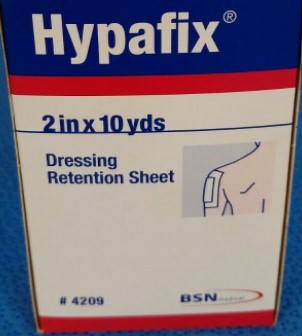 Hypafix®
2 in x 10 yds
Dressing
Retention Sheet
# 4209
BSN medical